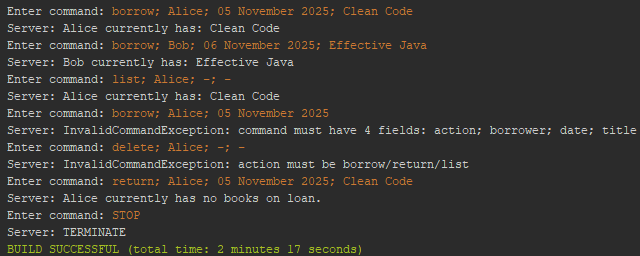 Enter command: borrow; Alice; 05 November 2025; Clean Code
Server: Alice currently has: Clean Code
Enter command: borrow; Bob; 06 November 2025; Effective Java
Server: Bob currently has: Effective Java
Enter command: list; Alice; -; -
Server: Alice currently has: Clean Code
Enter command: borrow; Alice; 05 November 2025
Server: InvalidCommandException: command must have 4 fields: action; borrower; date; title
Enter command: delete; Alice; -; -
Server: InvalidCommandException: action must be borrow/return/list
Enter command: return; Alice; 05 November 2025; Clean Code
Server: Alice currently has no books on loan.
Enter command: STOP
Server: TERMINATE
BUILD SUCCESSFUL (total time: 2 minutes 17 seconds)